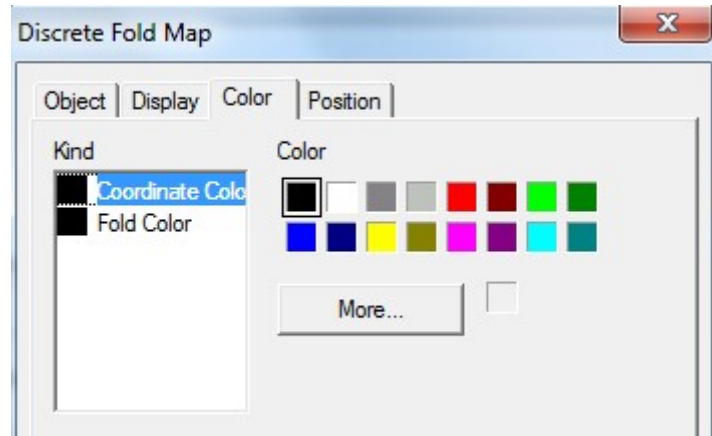 Discrete Fold Map
Object Display Color Position
Kind Color
Coordinate Colo
Fold Color
More...